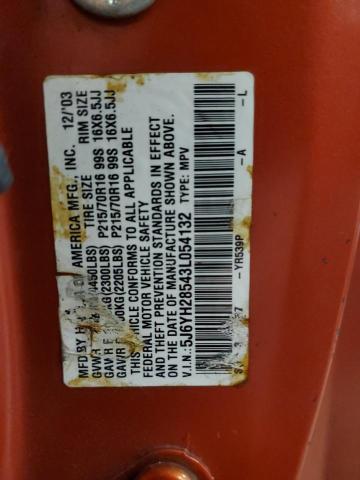 AMERICA MFG., INC. 12/'03
GVWR (4450LBS) TIRE SIZE RIM SIZE
GAWR F KG(2300LBS) P215/70R16 99S 16X6.5JJ
GAWR 00KG(2205LBS) P215/70R16 99S 16X6.5JJ
THIS VEHICLE CONFORMS TO ALL APPLICABLE
FEDERAL MOTOR VEHICLE SAFETY
AND THEFT PREVENTION STANDARDS IN EFFECT
ON THE DATE OF MANUFACTURE SHOWN ABOVE.
V.I.N.: 5J6YH28543L054132 TYPE: MPV
-YR539P -A -L